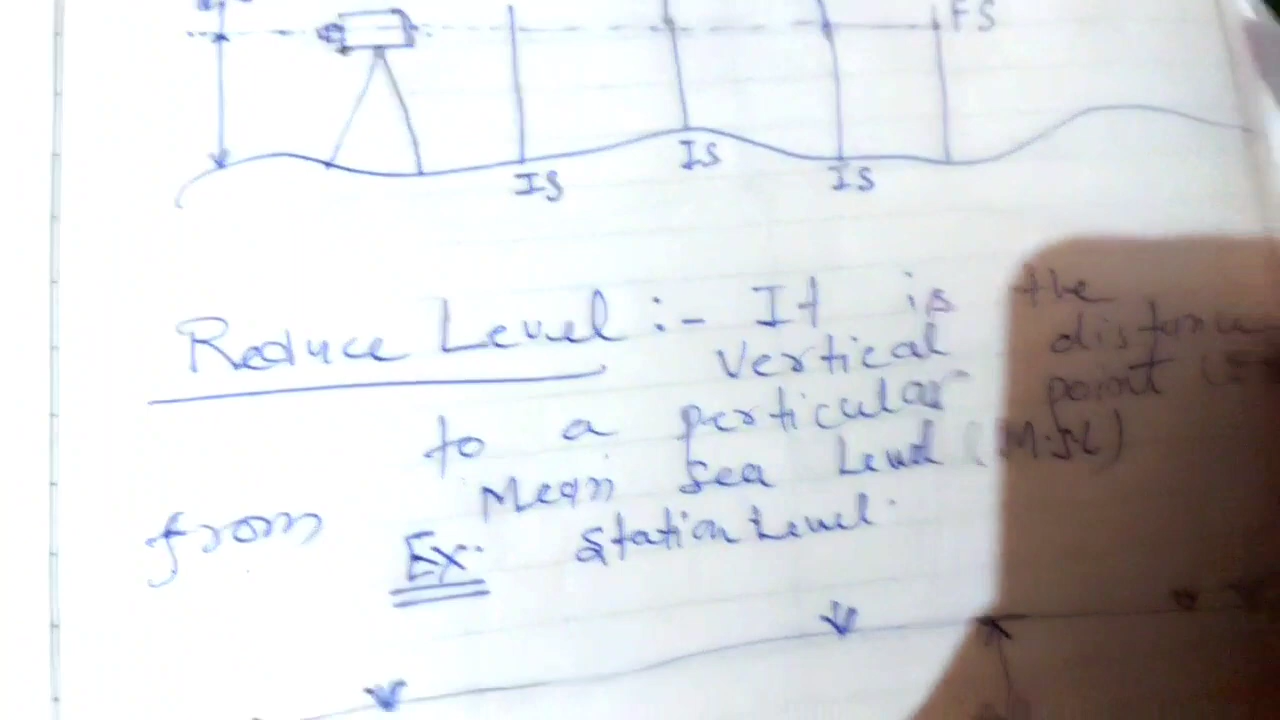 FS
IS
IS
IS
Reduce Level :- It is the
vertical distance
to a perticular point
from Mean Sea Level (M.S.L)
Ex. Station Level.